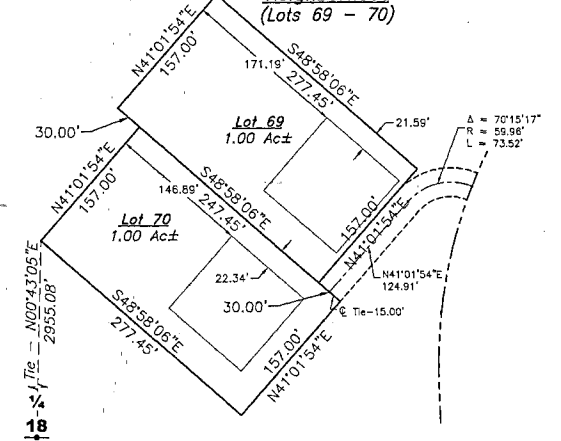 (Lots 69 – 70)
N41°01'54"E
157.00'
S48°58'06"E
171.19'
277.45'
21.59'
Δ = 70°15'17"
R = 59.96'
L = 73.52'
30.00'
Lot 69
1.00 Ac±
N41°01'54"E
157.00'
S48°58'06"E
146.89'
247.45'
157.00'
N41°01'54"E
Lot 70
1.00 Ac±
N41°01'54"E
124.91'
22.34'
30.00'
℄ Tie-15.00'
S48°58'06"E
277.45'
157.00'
N41°01'54"E
Tie - N00°43'05"E
2955.08'
1/4
18